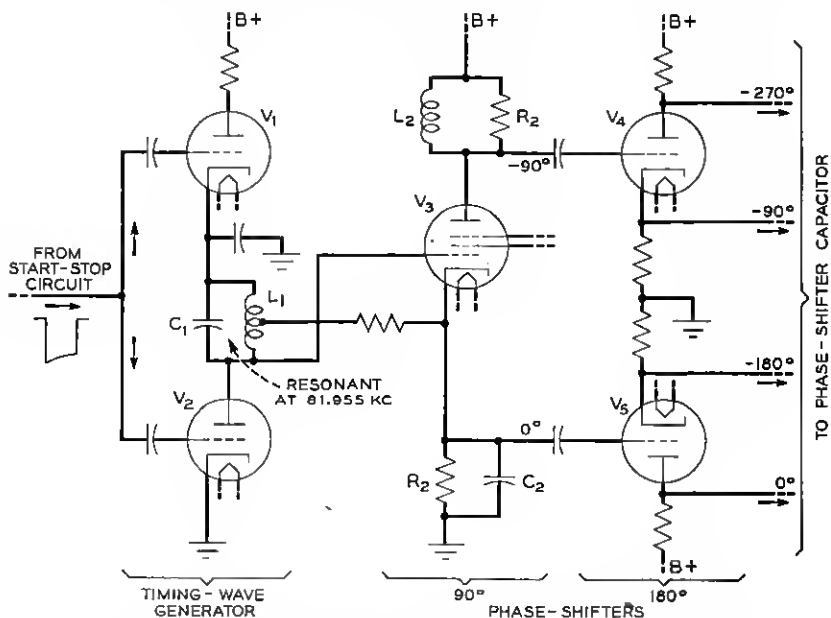 B+
B+
B+
-270°
V1
L2
R2
V4
-90°
-90°
V3
FROM
START-STOP
CIRCUIT
L1
C1
RESONANT
AT 81.955 KC
-180°
V2
V5
0°
R2
C2
0°
B+
TO PHASE-SHIFTER CAPACITOR
TIMING-WAVE
GENERATOR
90°
180°
PHASE-SHIFTERS